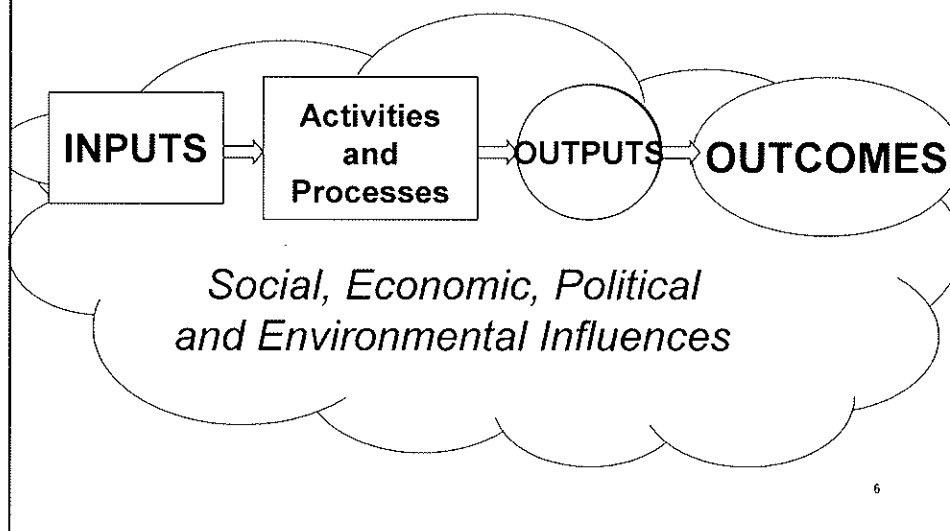 INPUTS
Activities
and
Processes
OUTPUTS
OUTCOMES
Social, Economic, Political
and Environmental Influences
6